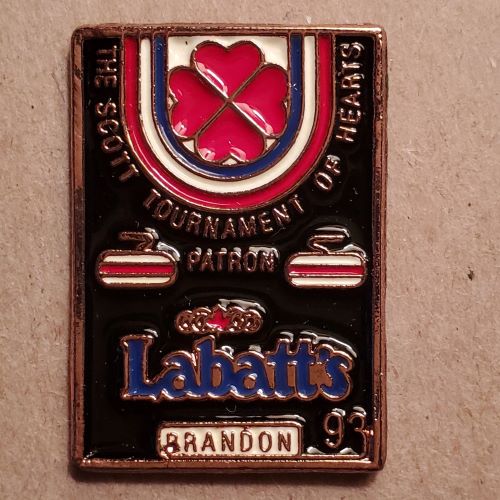 THE SCOTT TOURNAMENT OF HEARTS
PATRON
Labatt's
BRANDON 93